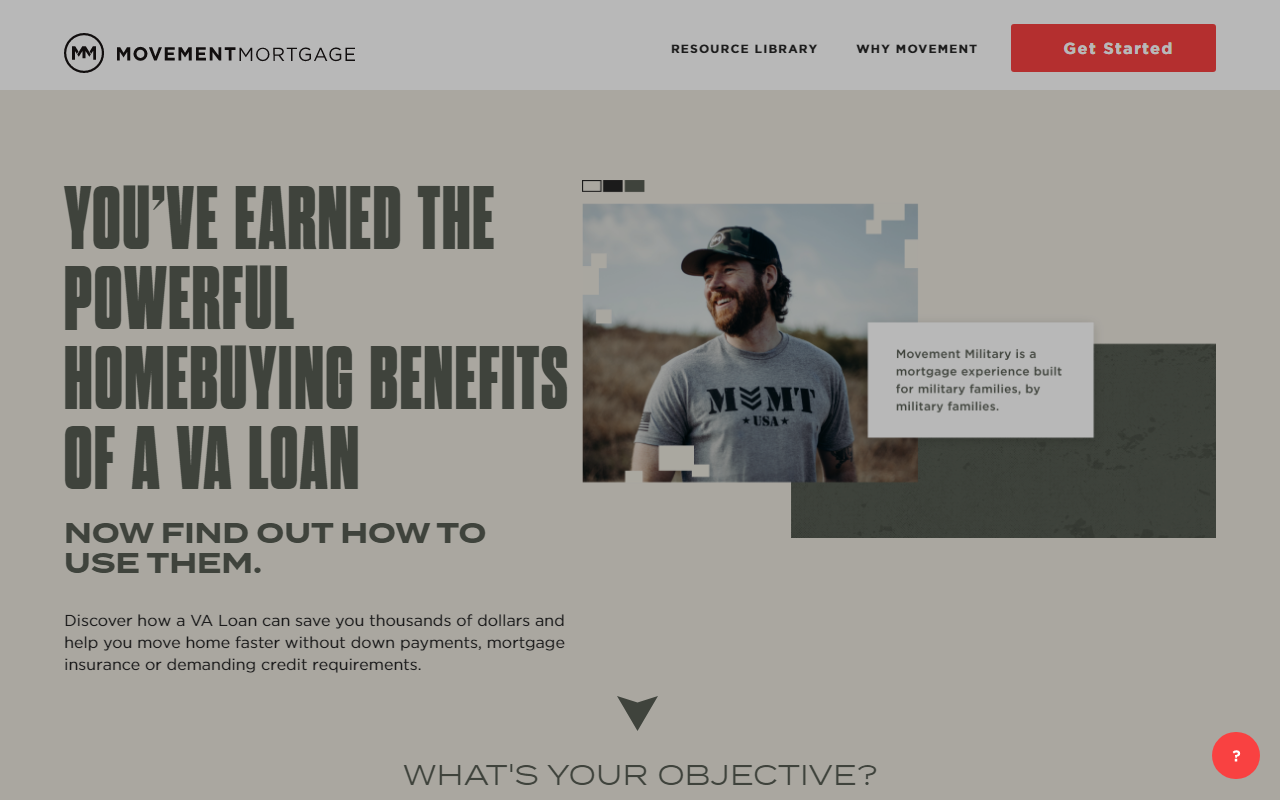 MOVEMENTMORTGAGE
RESOURCE LIBRARY
WHY MOVEMENT
Get Started
YOU’VE EARNED THE
POWERFUL
HOMEBUYING BENEFITS
OF A VA LOAN
NOW FIND OUT HOW TO
USE THEM.
Discover how a VA Loan can save you thousands of dollars and
help you move home faster without down payments, mortgage
insurance or demanding credit requirements.
Movement Military is a
mortgage experience built
for military families, by
military families.
M MT
USA
WHAT'S YOUR OBJECTIVE?
?